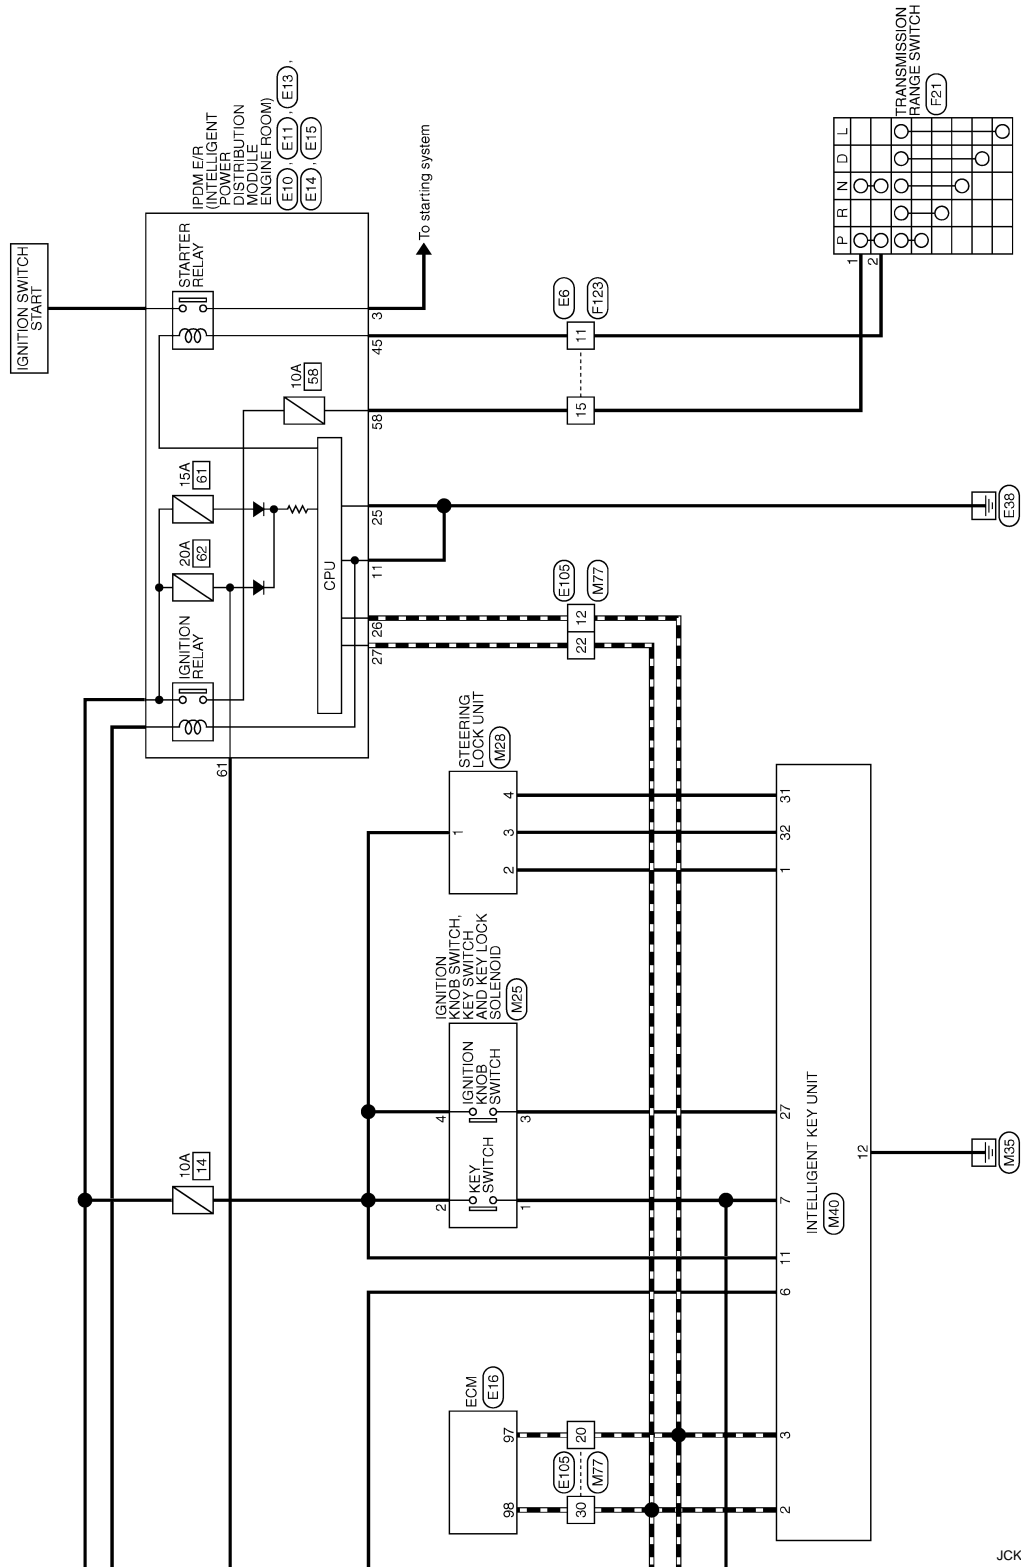 IGNITION SWITCH
START
IPDM E/R
(INTELLIGENT
POWER
DISTRIBUTION
MODULE
ENGINE ROOM)
E10 , E11 , E13 ,
E14 , E15
STARTER
RELAY
To starting system
3
45
10A
58
58
15A
61
20A
62
IGNITION
RELAY
CPU
25
11
26
27
61
E6
F123
11
15
TRANSMISSION
RANGE SWITCH
F21
P R N D L
1
2
E38
E105
M77
12
22
STEERING
LOCK UNIT
M28
1
4
3
2
31
32
1
IGNITION
KNOB SWITCH,
KEY SWITCH
AND KEY LOCK
SOLENOID
M25
IGNITION
KNOB
SWITCH
KEY
SWITCH
4
3
2
1
10A
14
27
7
11
6
3
2
12
INTELLIGENT KEY UNIT
M40
M35
ECM
E16
97
98
20
30
E105
M77
JCK